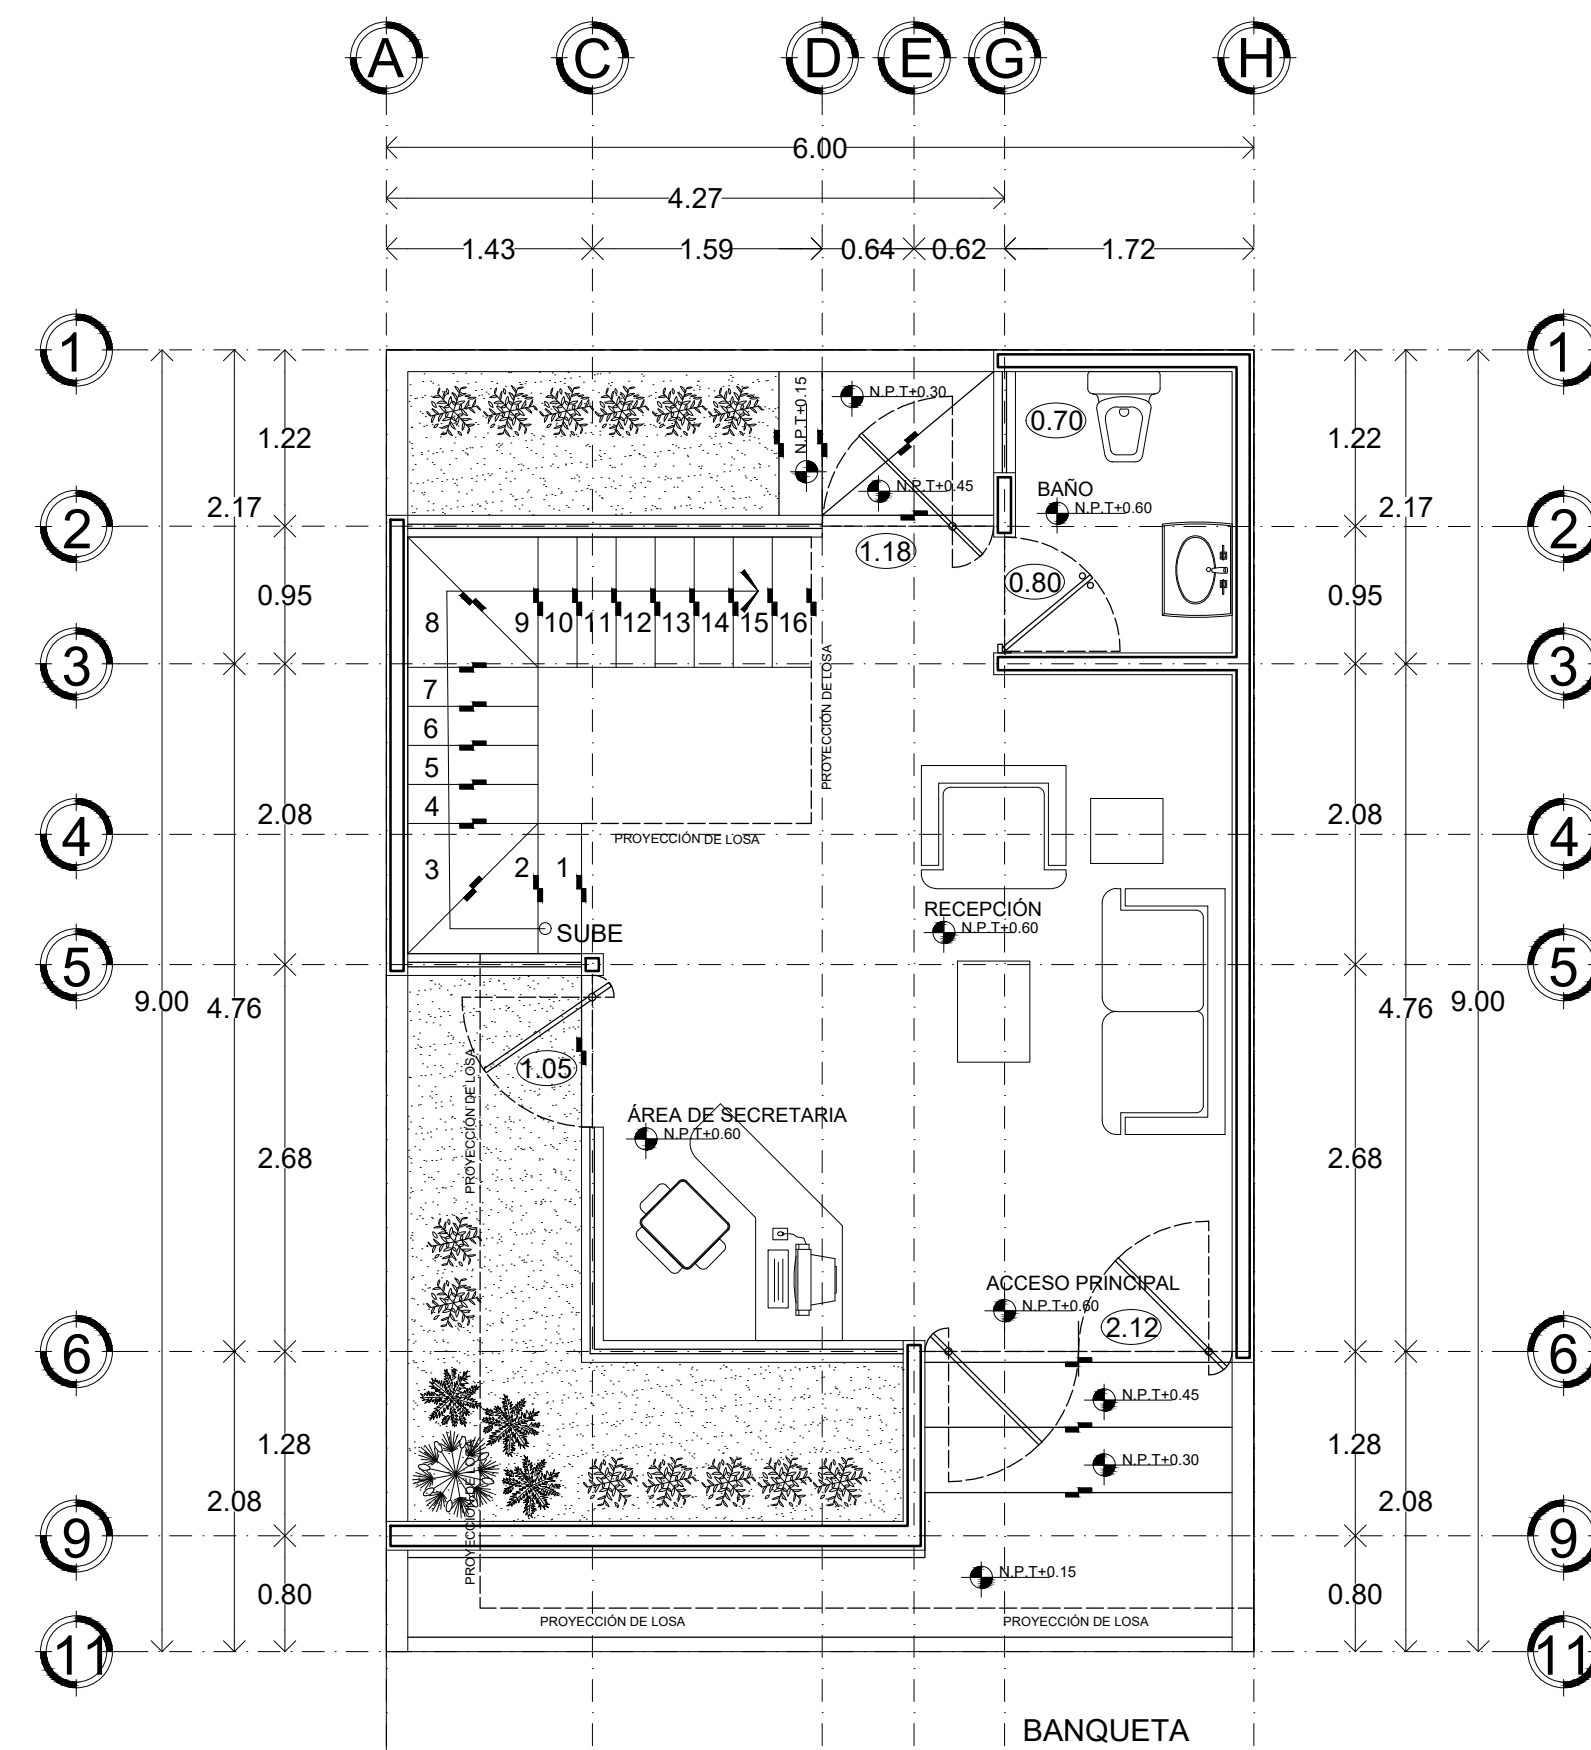 A C D E G H
6.00
4.27
1.43 1.59 0.64 0.62 1.72
1 1
1.22 1.22
N.P.T+0.15
N.P.T+0.30
0.70
2.17 2.17
N.P.T+0.45
BAÑO
N.P.T+0.60
2 2
1.18
0.80
0.95 0.95
8 9 10 11 12 13 14 15 16
3 3
7
6
5
4
PROYECCIÓN DE LOSA
2.08 2.08
4 4
PROYECCIÓN DE LOSA
3 2 1
RECEPCIÓN
N.P.T+0.60
SUBE
5 5
9.00 4.76 4.76 9.00
1.05
PROYECCIÓN DE LOSA
ÁREA DE SECRETARIA
N.P.T+0.60
2.68 2.68
ACCESO PRINCIPAL
N.P.T+0.60
2.12
6 6
N.P.T+0.45
1.28 1.28
N.P.T+0.30
2.08 2.08
PROYECCIÓN DE LOSA
9 9
N.P.T+0.15
0.80 0.80
PROYECCIÓN DE LOSA PROYECCIÓN DE LOSA
11 11
BANQUETA